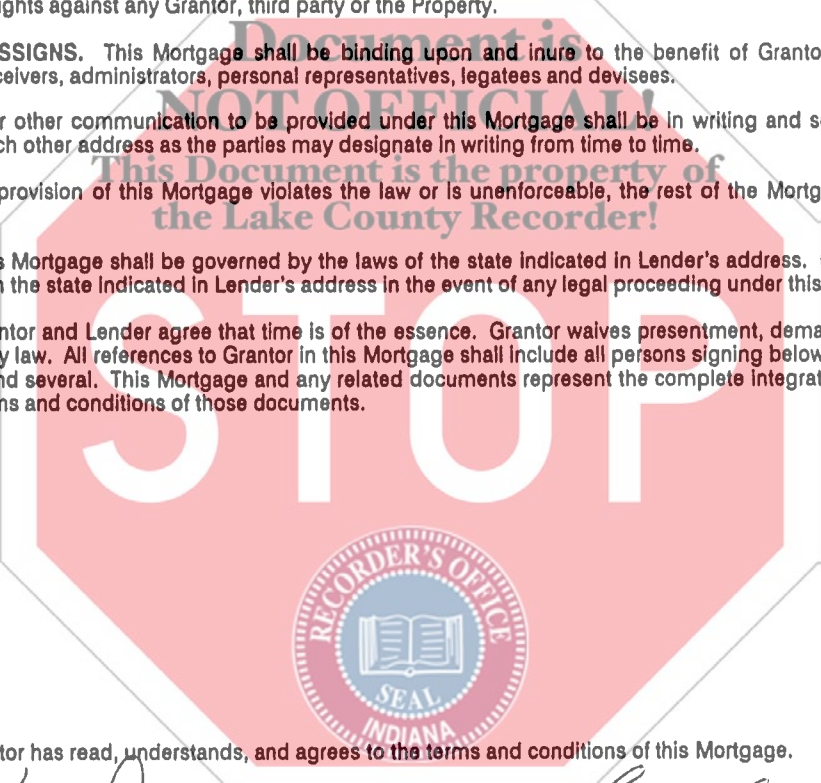 ghts against any Grantor, third party or the Property.
Document is
SSIGNS. This Mortgage shall be binding upon and inure to the benefit of Granto
ceivers, administrators, personal representatives, legatees and devisees.
NOT OFFICIAL!
r other communication to be provided under this Mortgage shall be in writing and s
ch other address as the parties may designate in writing from time to time.
This Document is the property of
provision of this Mortgage violates the law or is unenforceable, the rest of the Mortg
the Lake County Recorder!
s Mortgage shall be governed by the laws of the state indicated in Lender's address.
n the state indicated in Lender's address in the event of any legal proceeding under this
ntor and Lender agree that time is of the essence. Grantor waives presentment, dema
y law. All references to Grantor in this Mortgage shall include all persons signing below
nd several. This Mortgage and any related documents represent the complete integrat
ns and conditions of those documents.
STOP
RECORDER'S OFFICE
SEAL
INDIANA
tor has read, understands, and agrees to the terms and conditions of this Mortgage.